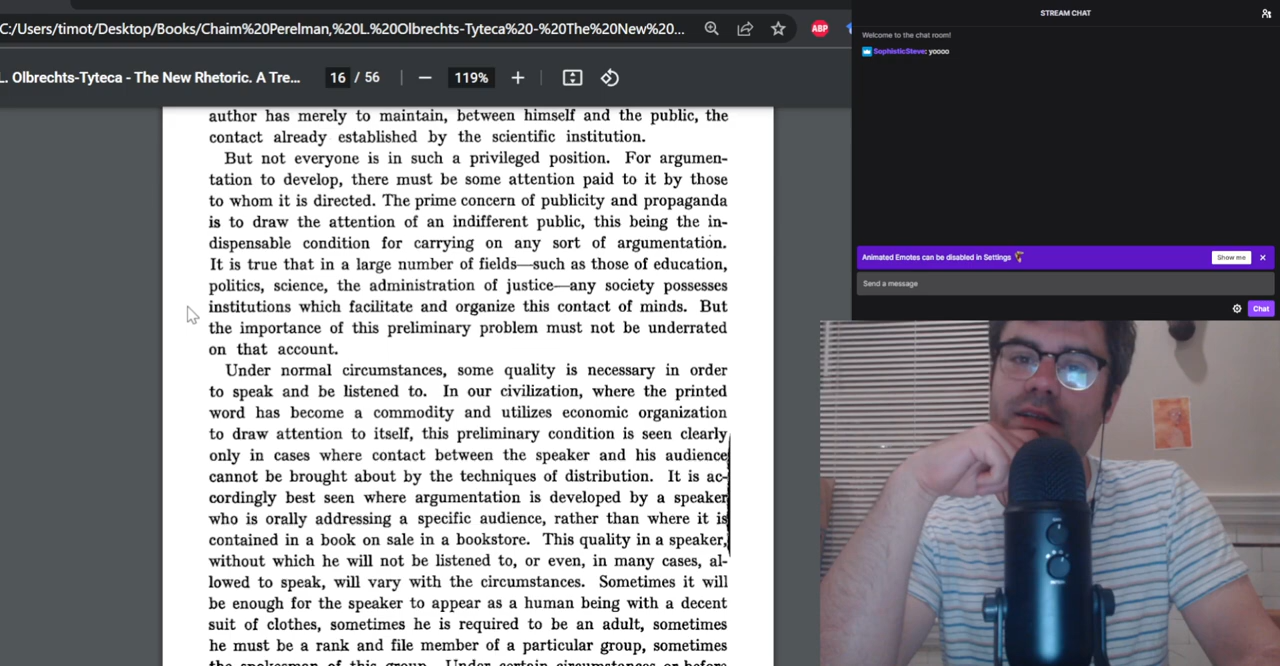 C:/Users/timot/Desktop/Books/Chaim%20Perelman,%20L.%20Olbrechts-Tyteca%20-%20The%20New%20...
ABP
L. Olbrechts-Tyteca - The New Rhetoric. A Tre...
16 / 56
119%
author has merely to maintain, between himself and the public, the
contact already established by the scientific institution.
But not everyone is in such a privileged position. For argumen-
tation to develop, there must be some attention paid to it by those
to whom it is directed. The prime concern of publicity and propaganda
is to draw the attention of an indifferent public, this being the in-
dispensable condition for carrying on any sort of argumentation.
It is true that in a large number of fields—such as those of education,
politics, science, the administration of justice—any society possesses
institutions which facilitate and organize this contact of minds. But
the importance of this preliminary problem must not be underrated
on that account.
Under normal circumstances, some quality is necessary in order
to speak and be listened to. In our civilization, where the printed
word has become a commodity and utilizes economic organization
to draw attention to itself, this preliminary condition is seen clearly
only in cases where contact between the speaker and his audience
cannot be brought about by the techniques of distribution. It is ac-
cordingly best seen where argumentation is developed by a speaker
who is orally addressing a specific audience, rather than where it is
contained in a book on sale in a bookstore. This quality in a speaker,
without which he will not be listened to, or even, in many cases, al-
lowed to speak, will vary with the circumstances. Sometimes it will
be enough for the speaker to appear as a human being with a decent
suit of clothes, sometimes he is required to be an adult, sometimes
he must be a rank and file member of a particular group, sometimes
the spokesman of this group. Under certain circumstances or before
STREAM CHAT
Welcome to the chat room!
SophisticSteve: yoooo
Animated Emotes can be disabled in Settings
Show me
Send a message
Chat